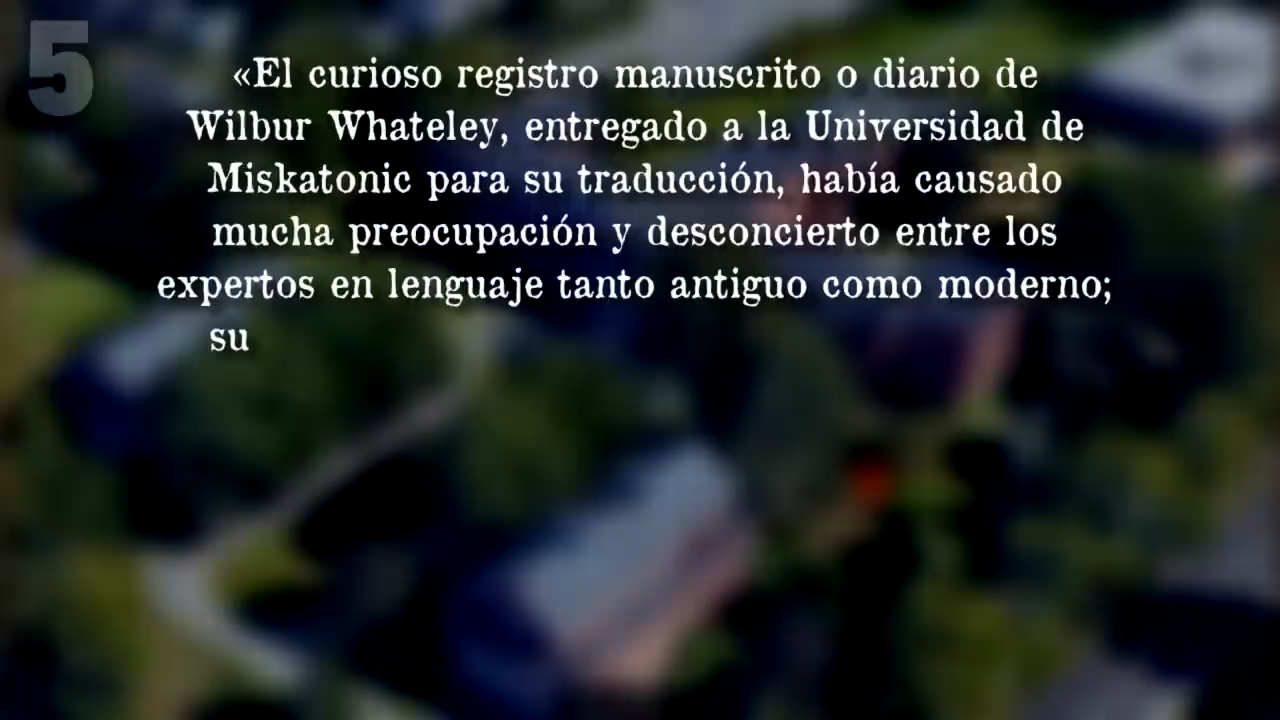 5
«El curioso registro manuscrito o diario de
Wilbur Whateley, entregado a la Universidad de
Miskatonic para su traducción, había causado
mucha preocupación y desconcierto entre los
expertos en lenguaje tanto antiguo como moderno;
su